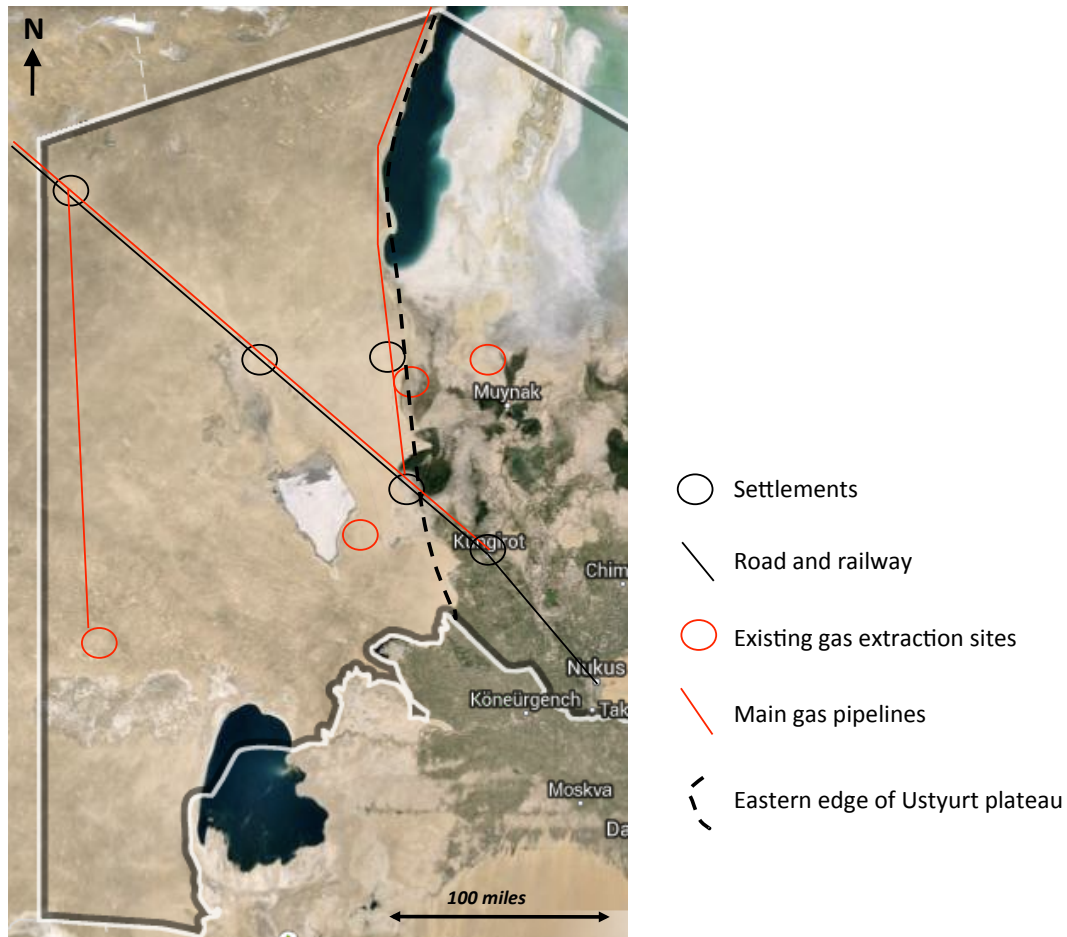 N
Muynak
Kungirot
Chim
Nukus
Köneürgench
Tak
Moskva
Da
100 miles
Settlements
Road and railway
Existing gas extraction sites
Main gas pipelines
Eastern edge of Ustyurt plateau